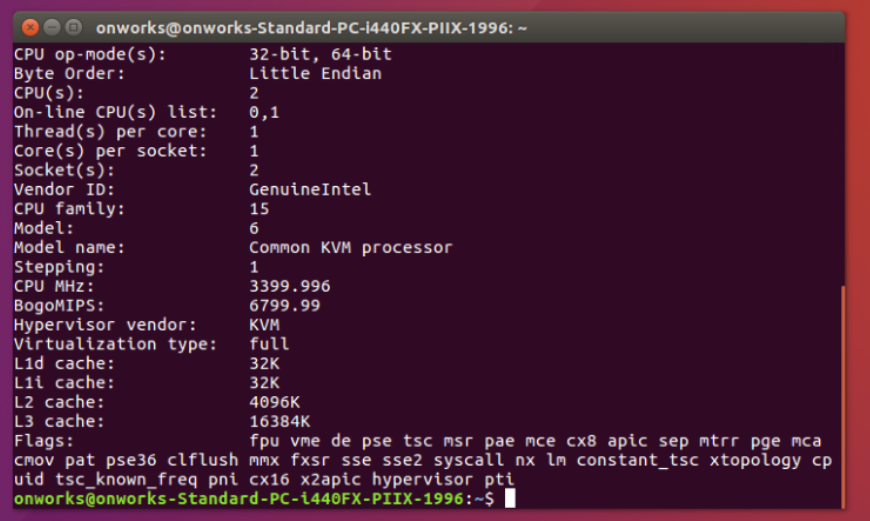 onworks@onworks-Standard-PC-i440FX-PIIX-1996: ~
CPU op-mode(s):        32-bit, 64-bit
Byte Order:            Little Endian
CPU(s):                2
On-line CPU(s) list:   0,1
Thread(s) per core:    1
Core(s) per socket:    1
Socket(s):             2
Vendor ID:             GenuineIntel
CPU family:            15
Model:                 6
Model name:            Common KVM processor
Stepping:              1
CPU MHz:               3399.996
BogoMIPS:              6799.99
Hypervisor vendor:     KVM
Virtualization type:   full
L1d cache:             32K
L1i cache:             32K
L2 cache:              4096K
L3 cache:              16384K
Flags:                 fpu vme de pse tsc msr pae mce cx8 apic sep mtrr pge mca
cmov pat pse36 clflush mmx fxsr sse sse2 syscall nx lm constant_tsc xtopology cp
uid tsc_known_freq pni cx16 x2apic hypervisor pti
onworks@onworks-Standard-PC-i440FX-PIIX-1996:~$